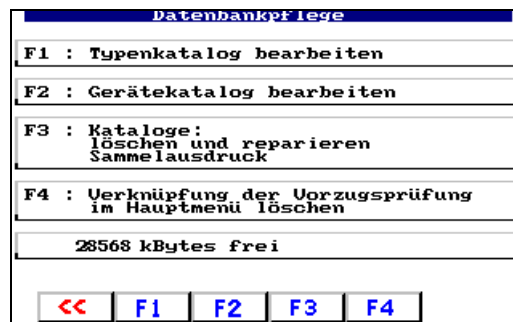 Datenbankpflege
F1 : Typenkatalog bearbeiten
F2 : Gerätekatalog bearbeiten
F3 : Kataloge:
löschen und reparieren
Sammelausdruck
F4 : Verknüpfung der Vorzugsprüfung
im Hauptmenü löschen
28568 kBytes frei
<< F1 F2 F3 F4